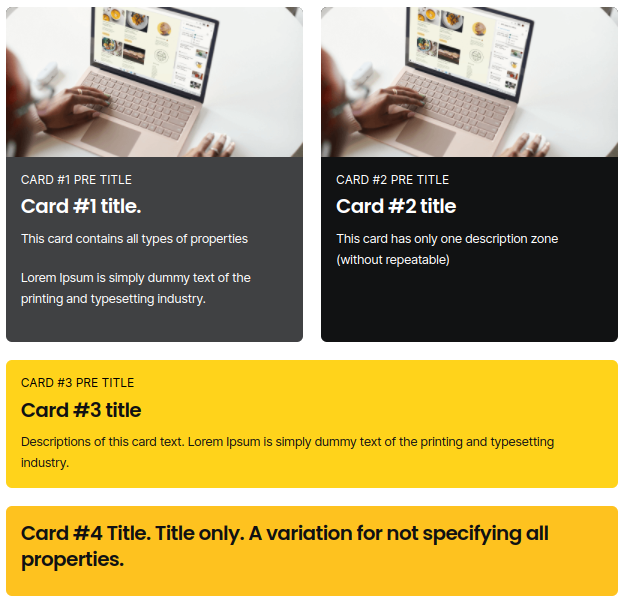 CARD #1 PRE TITLE
Card #1 title.
This card contains all types of properties
Lorem Ipsum is simply dummy text of the
printing and typesetting industry.
CARD #2 PRE TITLE
Card #2 title
This card has only one description zone
(without repeatable)
CARD #3 PRE TITLE
Card #3 title
Descriptions of this card text. Lorem Ipsum is simply dummy text of the printing and typesetting
industry.
Card #4 Title. Title only. A variation for not specifying all
properties.